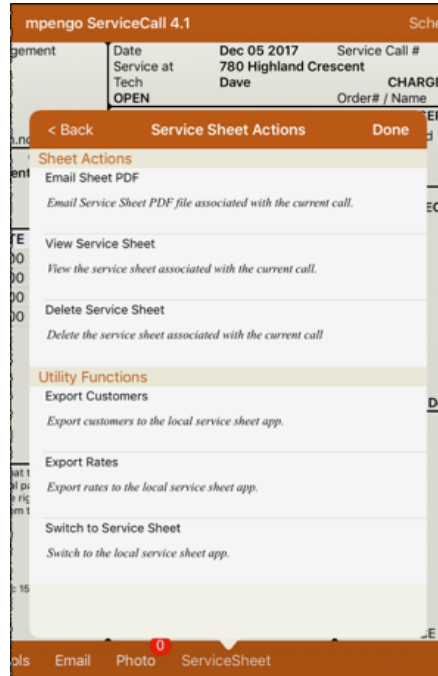 mpengo ServiceCall 4.1
Date Dec 05 2017 Service Call #
Service at 780 Highland Crescent
Tech Dave CHARGE
OPEN Order# / Name
< Back Service Sheet Actions Done
Sheet Actions
Email Sheet PDF
Email Service Sheet PDF file associated with the current call.
View Service Sheet
View the service sheet associated with the current call.
Delete Service Sheet
Delete the service sheet associated with the current call
Utility Functions
Export Customers
Export customers to the local service sheet app.
Export Rates
Export rates to the local service sheet app.
Switch to Service Sheet
Switch to the local service sheet app.
0
Email Photo ServiceSheet